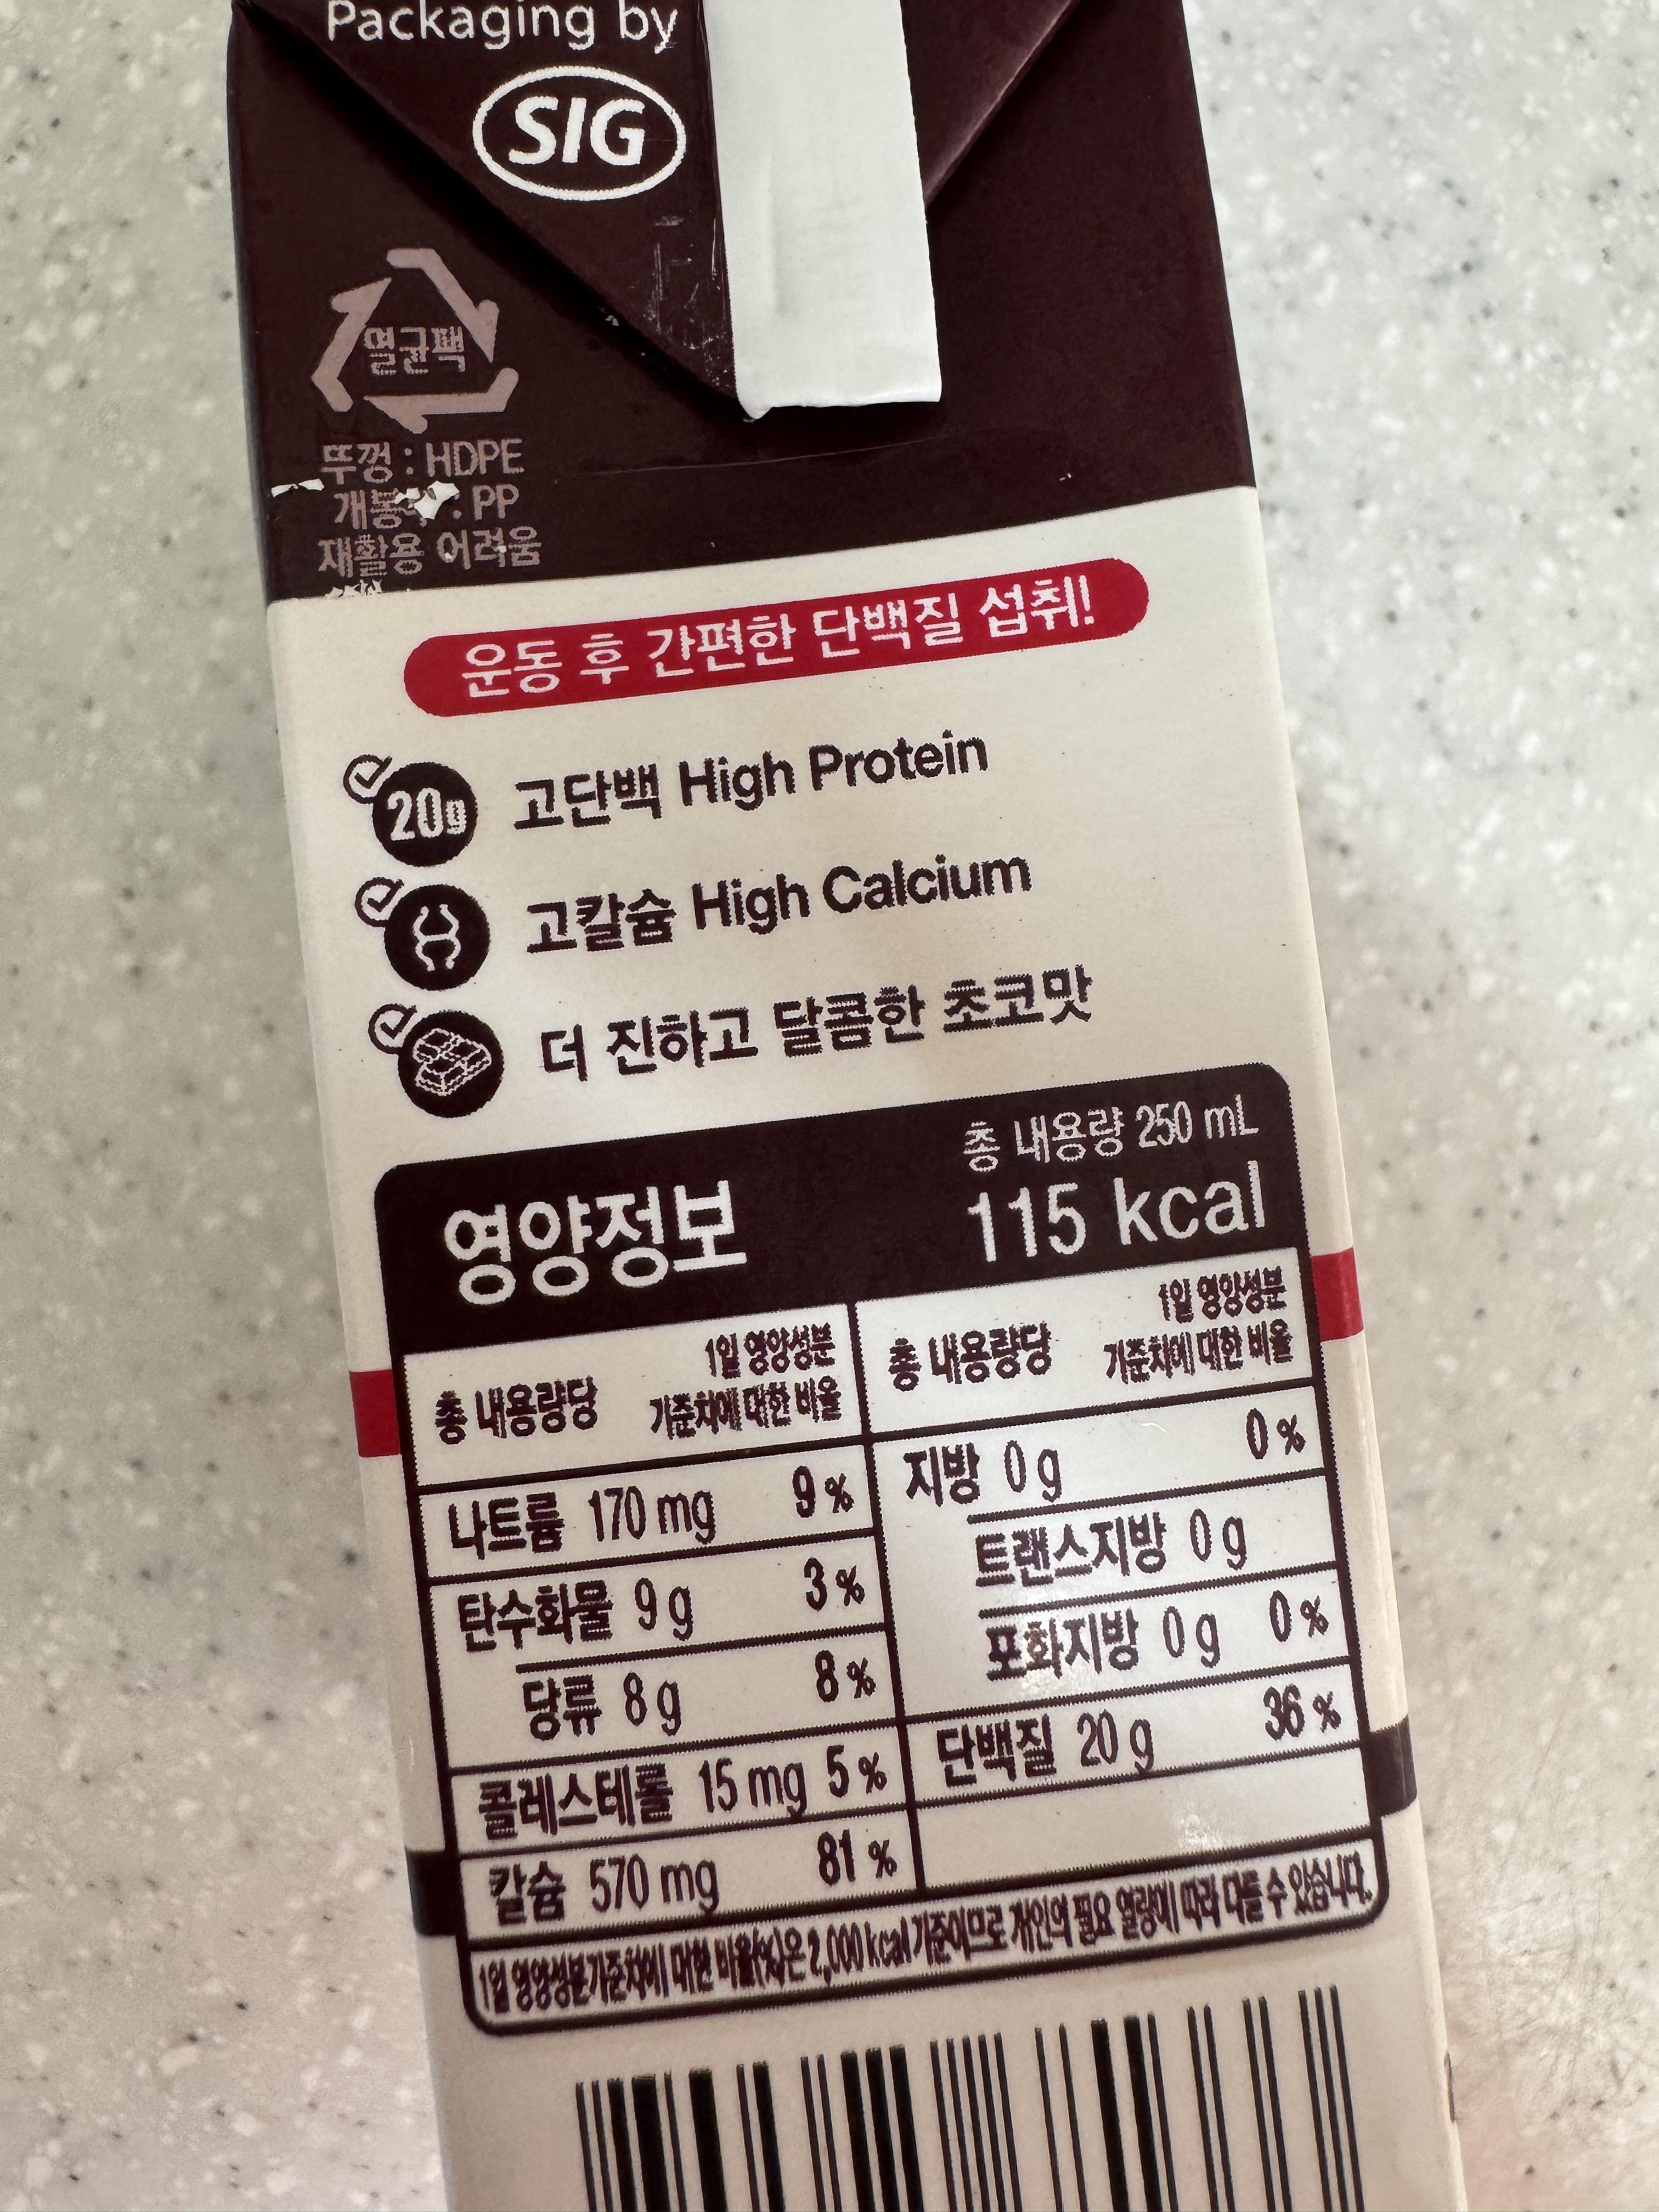 Packaging by
SIG
멸균팩
뚜껑 : HDPE
: PP
재활용 어려움
운동 후 간편한 단백질 섭취!
20g 고단백 High Protein
고칼슘 High Calcium
더 진하고 달콤한 초코맛
총 내용량 250 mL
영양정보 115 kcal
총 내용량당 1일 영양성분 기준치에 대한 비율
나트륨 170 mg 9 %
탄수화물 9 g 3 %
당류 8 g 8 %
콜레스테롤 15 mg 5 %
칼슘 570 mg 81 %
총 내용량당 1일 영양성분 기준치에 대한 비율
지방 0 g 0 %
트랜스지방 0 g
포화지방 0 g 0 %
단백질 20 g 36 %
1일 영양성분기준치에 대한 비율(%)은 2,000 kcal 기준이므로 개인의 필요 열량에 따라 다를 수 있습니다.